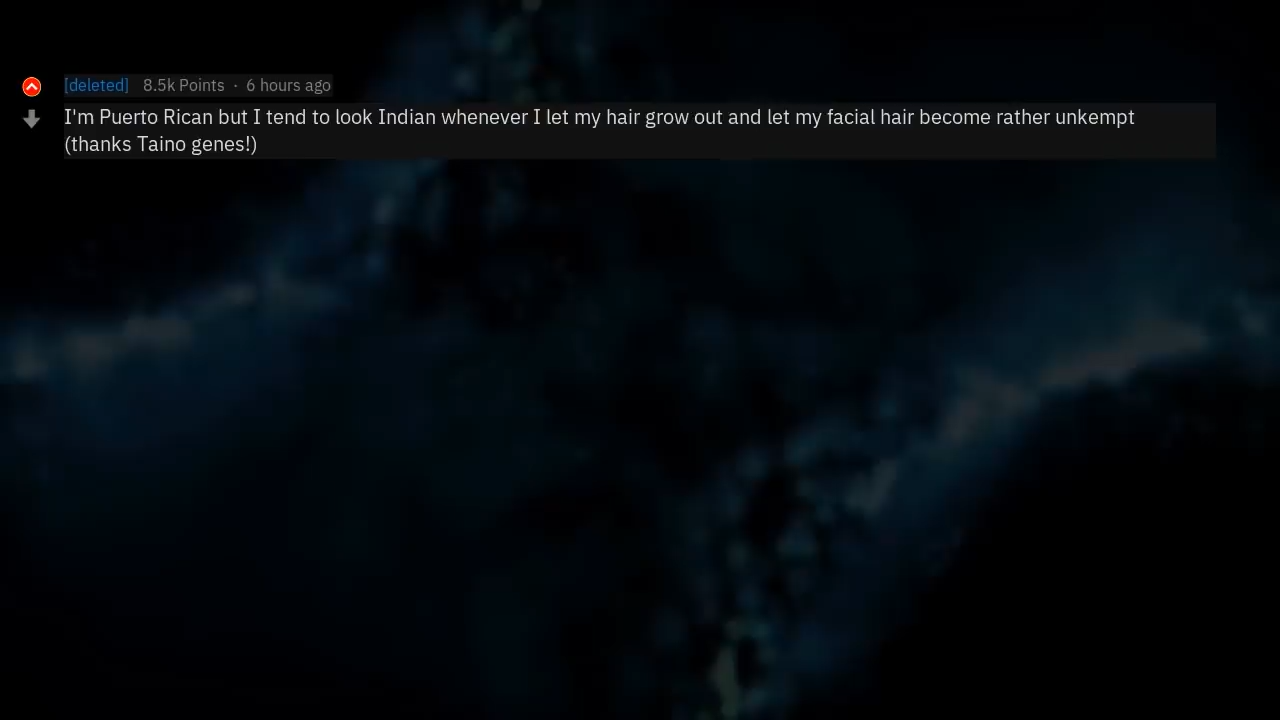 [deleted] 8.5k Points · 6 hours ago
I'm Puerto Rican but I tend to look Indian whenever I let my hair grow out and let my facial hair become rather unkempt
(thanks Taino genes!)